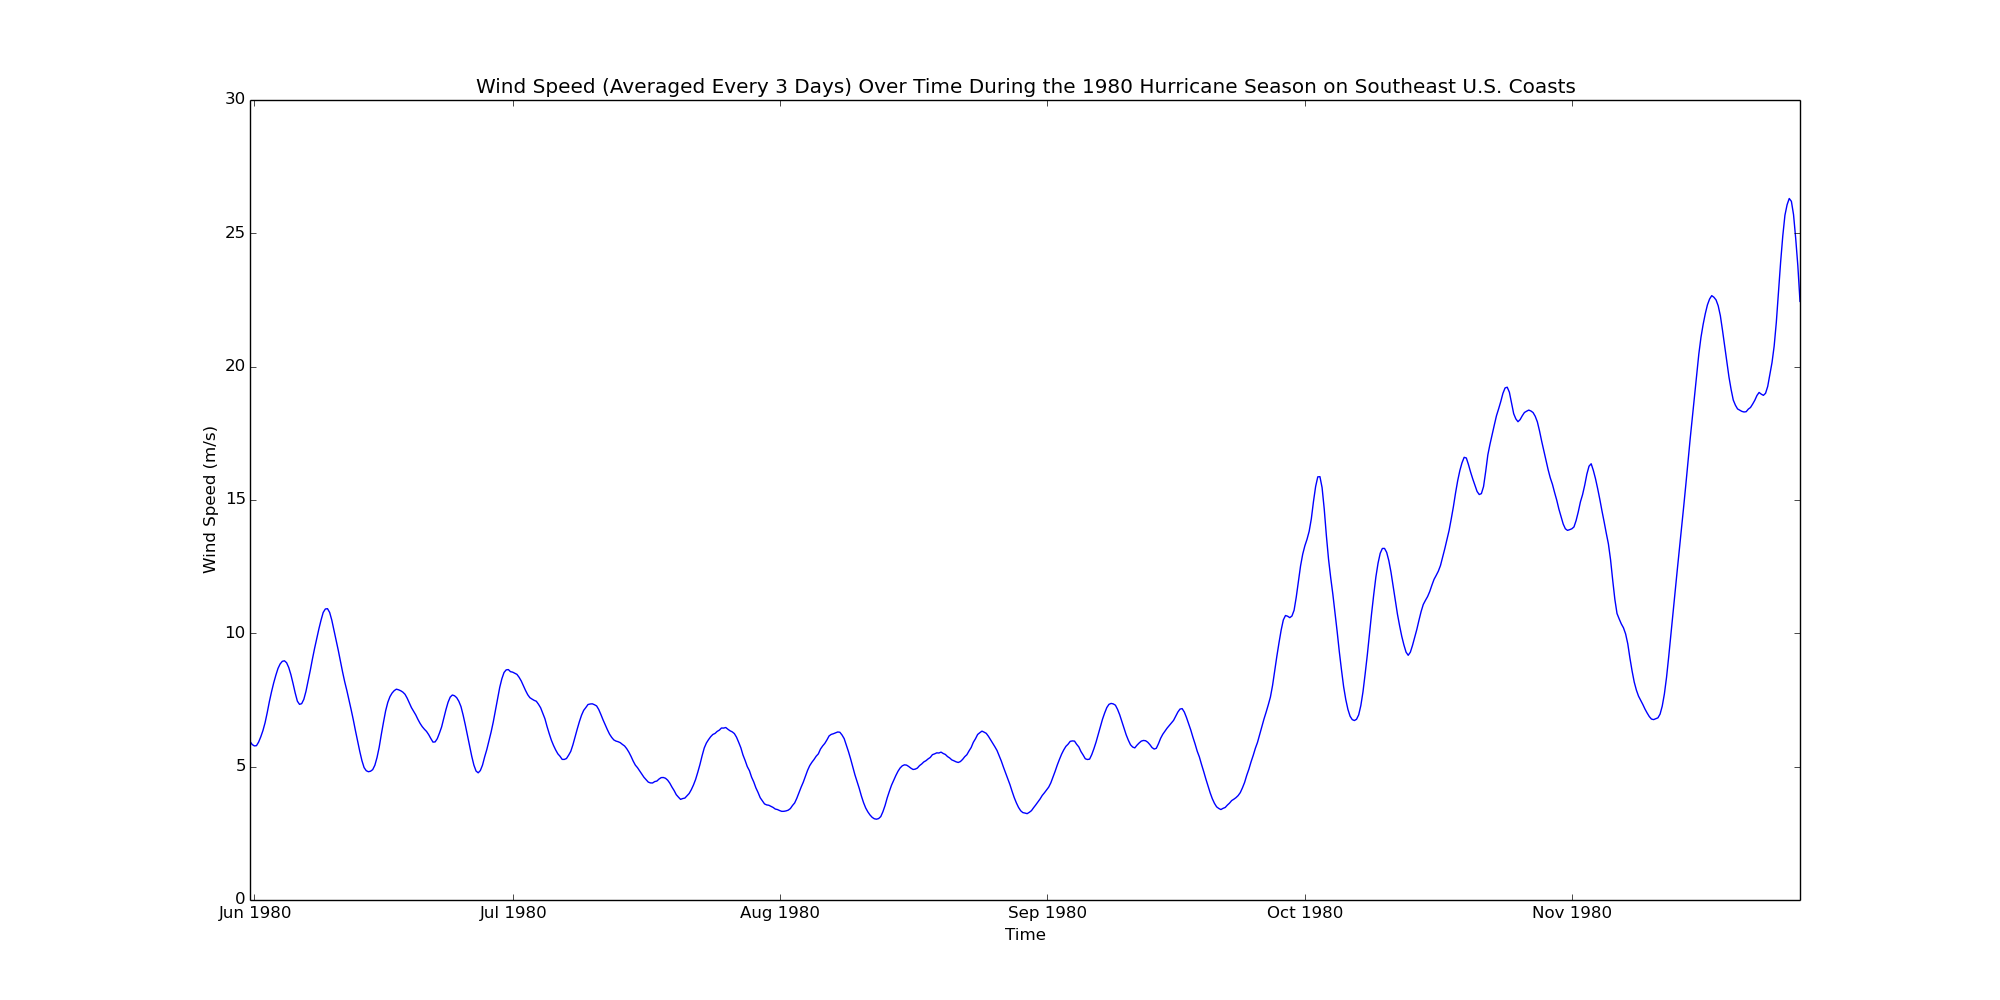 Wind Speed (Averaged Every 3 Days) Over Time During the 1980 Hurricane Season on Southeast U.S. Coasts
30
25
20
15
10
5
0
Wind Speed (m/s)
Jun 1980 Jul 1980 Aug 1980 Sep 1980 Oct 1980 Nov 1980
Time